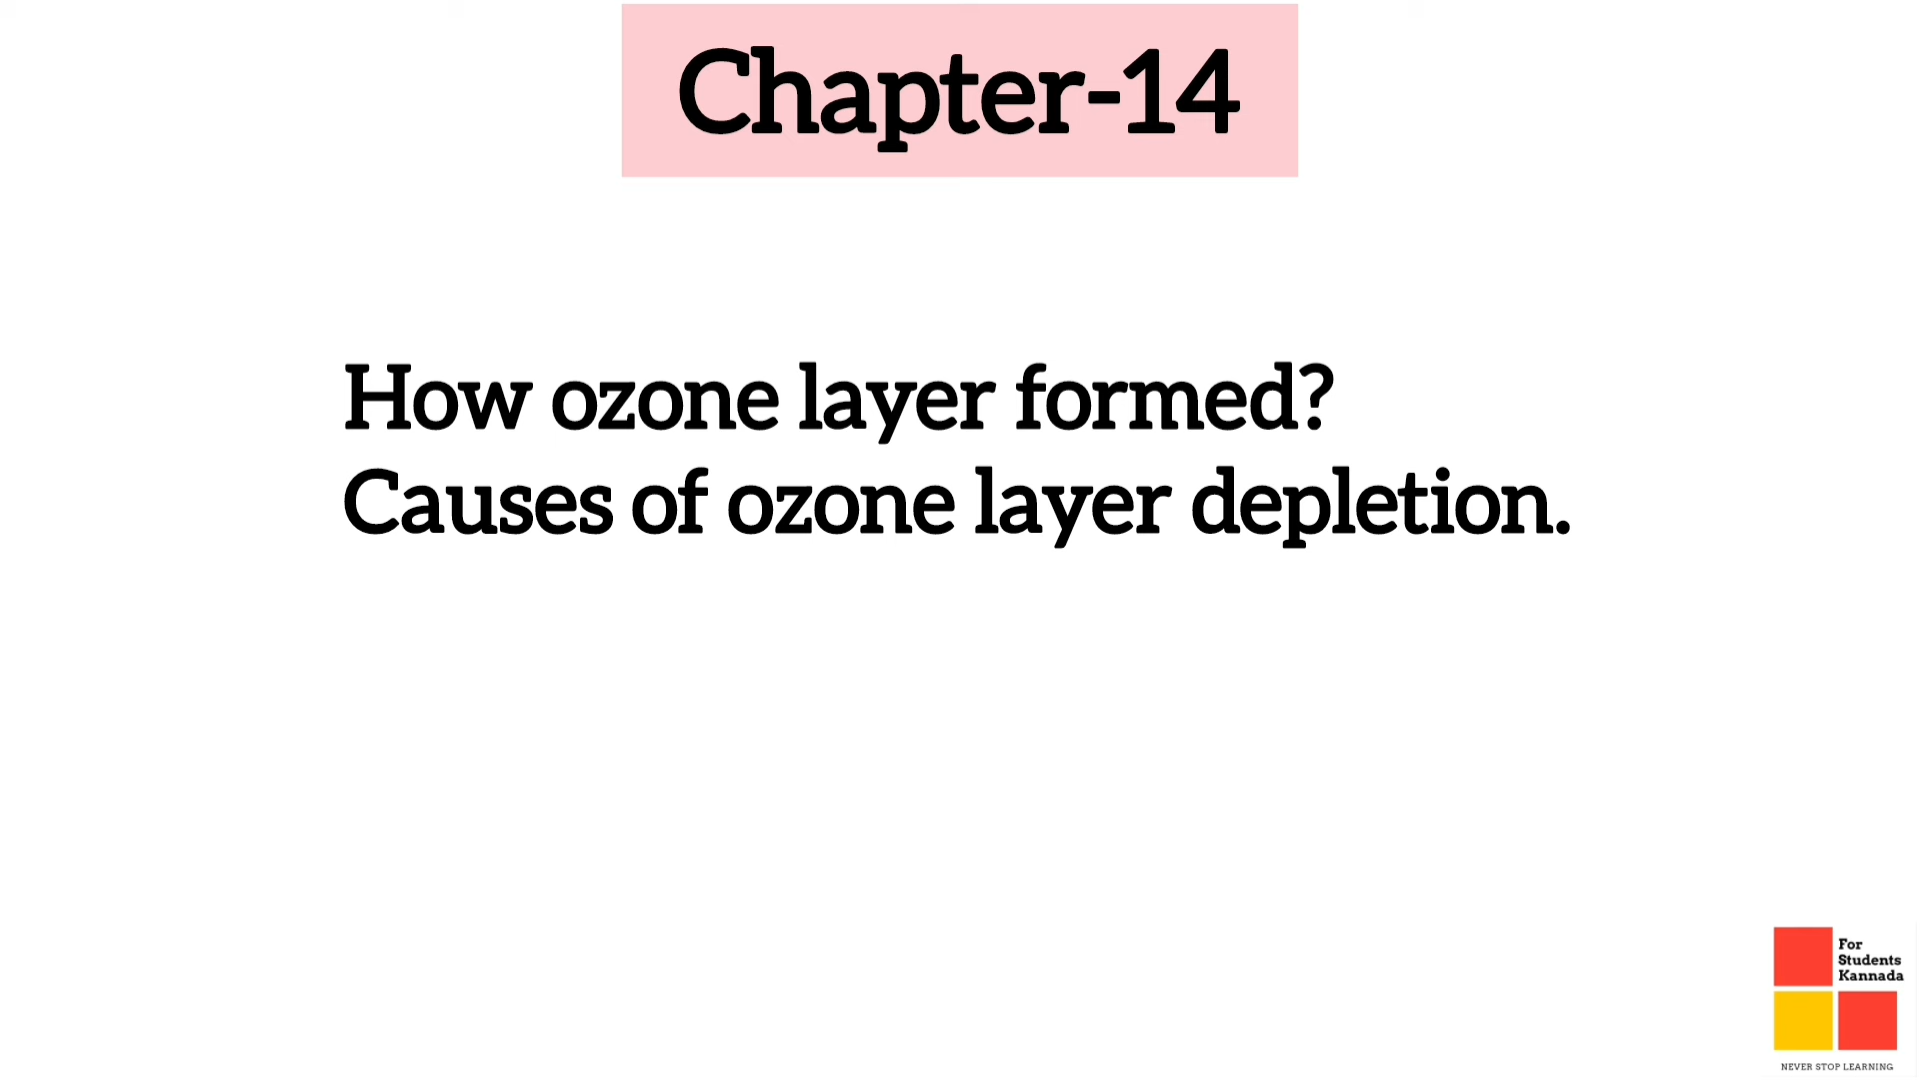 Chapter-14
How ozone layer formed?
Causes of ozone layer depletion.
For
Students
Kannada
NEVER STOP LEARNING